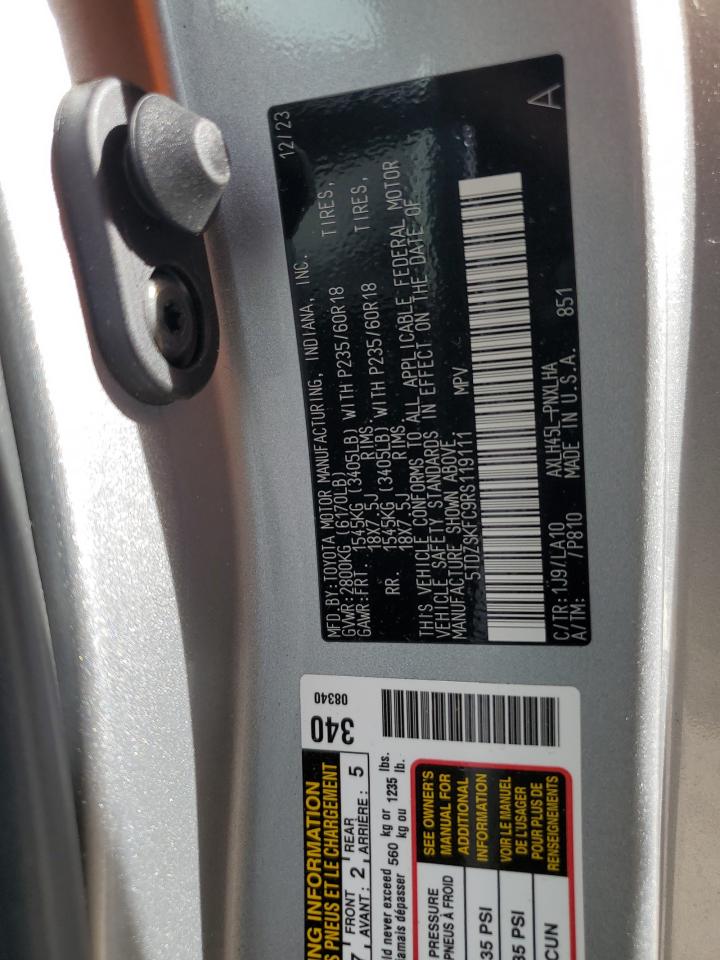 MFD. BY: TOYOTA MOTOR MANUFACTURING, INDIANA, INC. 12/23
GVWR: 2800KG (6170LB)
GAWR: FRT. 1545KG (3405LB) WITH P235/60R18 TIRES,
18X7.5J RIMS,
RR. 1545KG (3405LB) WITH P235/60R18 TIRES,
18X7.5J RIMS.
THIS VEHICLE CONFORMS TO ALL APPLICABLE FEDERAL MOTOR
VEHICLE SAFETY STANDARDS IN EFFECT ON THE DATE OF
MANUFACTURE SHOWN ABOVE.
5TDZSKFC9RS119111 MPV
C/TR: 1J9/LA10 AXLH45L-PNXLHA
A/TM: /P810 MADE IN U.S.A. 851
A
340
08340
ING INFORMATION
S PNEUS ET LE CHARGEMENT
7, FRONT 2, REAR 5
AVANT: ARRIÈRE:
ld never exceed 560 kg or 1235 lbs.
jamais dépasser kg ou lb.
PRESSURE
PNEUS À FROID
35 PSI
35 PSI
CUN
SEE OWNER'S
MANUAL FOR
ADDITIONAL
INFORMATION
VOIR LE MANUEL
DE L'USAGER
POUR PLUS DE
RENSEIGNEMENTS